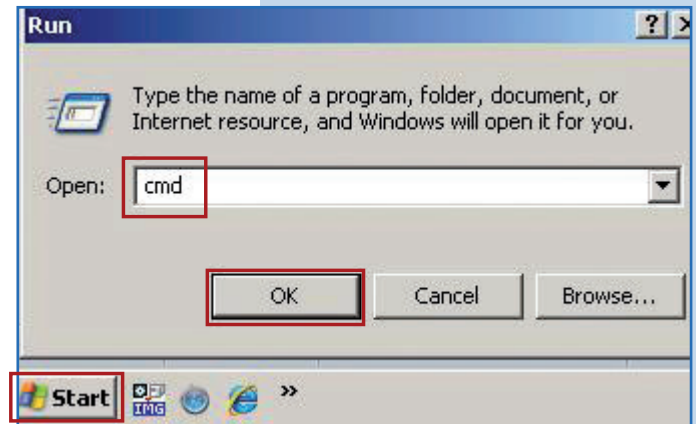 Run
Type the name of a program, folder, document, or
Internet resource, and Windows will open it for you.
Open: cmd
OK Cancel Browse...
Start IMG »